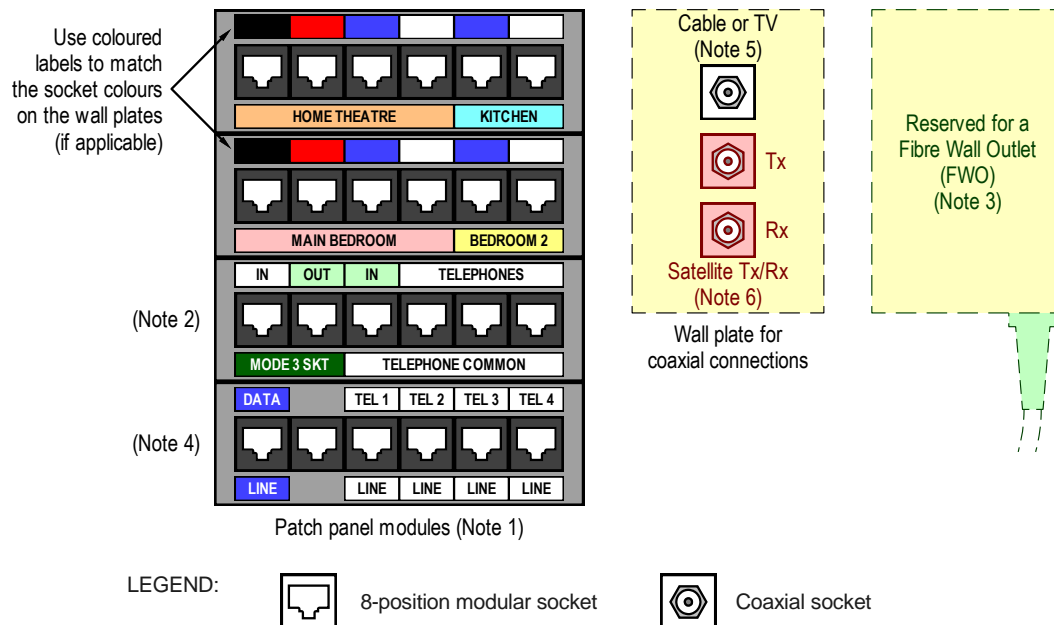 Use coloured
labels to match
the socket colours
on the wall plates
(if applicable)
HOME THEATRE KITCHEN
MAIN BEDROOM BEDROOM 2
IN OUT IN TELEPHONES
(Note 2)
MODE 3 SKT TELEPHONE COMMON
DATA TEL 1 TEL 2 TEL 3 TEL 4
(Note 4)
LINE LINE LINE LINE LINE
Patch panel modules (Note 1)
Cable or TV
(Note 5)
Tx
Rx
Satellite Tx/Rx
(Note 6)
Wall plate for
coaxial connections
Reserved for a
Fibre Wall Outlet
(FWO)
(Note 3)
LEGEND:
8-position modular socket
Coaxial socket